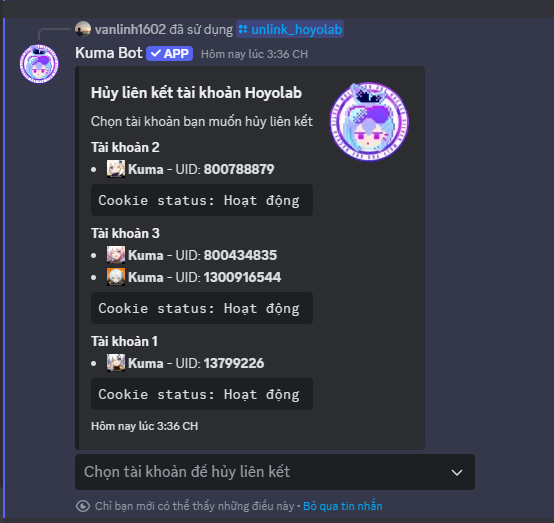 vanlinh1602 đã sử dụng unlink_hoyolab
Kuma Bot ✓ APP Hôm nay lúc 3:36 CH
Hủy liên kết tài khoản Hoyolab
Chọn tài khoản bạn muốn hủy liên kết
Tài khoản 2
• Kuma - UID: 800788879
Cookie status: Hoạt động
Tài khoản 3
• Kuma - UID: 800434835
• Kuma - UID: 1300916544
Cookie status: Hoạt động
Tài khoản 1
• Kuma - UID: 13799226
Cookie status: Hoạt động
Hôm nay lúc 3:36 CH
Chọn tài khoản để hủy liên kết
Chỉ bạn mới có thể thấy những điều này • Bỏ qua tin nhắn